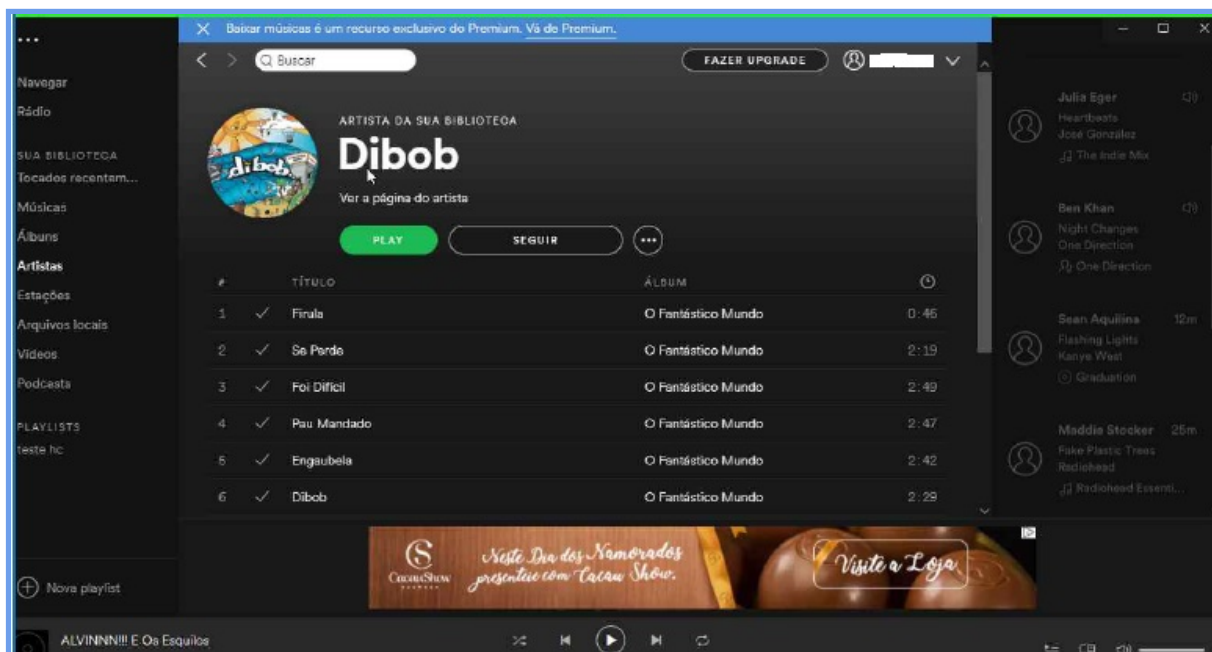 Baixar músicas é um recurso exclusivo do Premium. Vá de Premium.
Buscar
FAZER UPGRADE
Navegar
Rádio
SUA BIBLIOTECA
Tocados recentem...
Músicas
Álbuns
Artistas
Estações
Arquivos locais
Vídeos
Podcasts
PLAYLISTS
teste hc
Nova playlist
dibob
ARTISTA DA SUA BIBLIOTECA
Dibob
Ver a página do artista
PLAY SEGUIR
# TÍTULO ÁLBUM
1 Firula O Fantástico Mundo 0:46
2 Se Perde O Fantástico Mundo 2:19
3 Foi Difícil O Fantástico Mundo 2:49
4 Pau Mandado O Fantástico Mundo 2:47
5 Engaubela O Fantástico Mundo 2:42
6 Dibob O Fantástico Mundo 2:29
Julia Eger
Heartbeats
José González
The Indie Mix
Ben Khan
Night Changes
One Direction
One Direction
Sean Aquilina 12m
Flashing Lights
Kanye West
Graduation
Maddie Stocker 25m
Fake Plastic Trees
Radiohead
Radiohead Essenti...
CacauShow
Neste Dia dos Namorados
presenteie com Cacau Show.
Visite a Loja
ALVINNN!!! E Os Esquilos